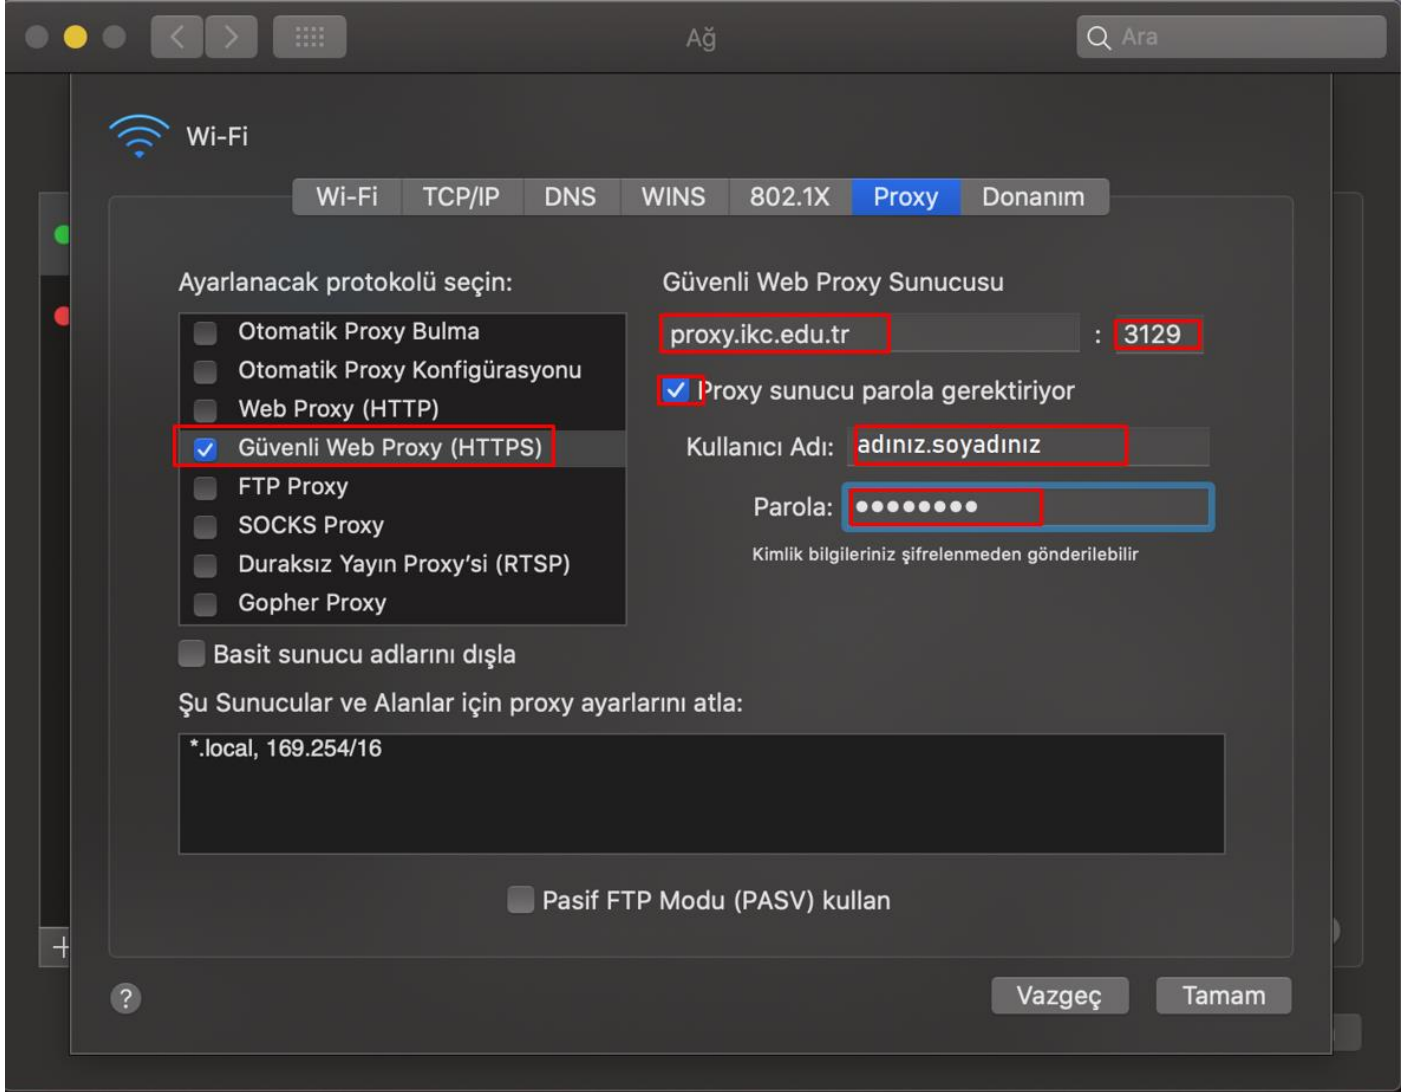 Ağ
Ara
Wi-Fi
Wi-Fi TCP/IP DNS WINS 802.1X Proxy Donanım
Ayarlanacak protokolü seçin:
Otomatik Proxy Bulma
Otomatik Proxy Konfigürasyonu
Web Proxy (HTTP)
Güvenli Web Proxy (HTTPS)
FTP Proxy
SOCKS Proxy
Duraksız Yayın Proxy’si (RTSP)
Gopher Proxy
Güvenli Web Proxy Sunucusu
proxy.ikc.edu.tr : 3129
Proxy sunucu parola gerektiriyor
Kullanıcı Adı: adınız.soyadınız
Parola: ••••••••
Kimlik bilgileriniz şifrelenmeden gönderilebilir
Basit sunucu adlarını dışla
Şu Sunucular ve Alanlar için proxy ayarlarını atla:
*.local, 169.254/16
Pasif FTP Modu (PASV) kullan
+
?
Vazgeç Tamam